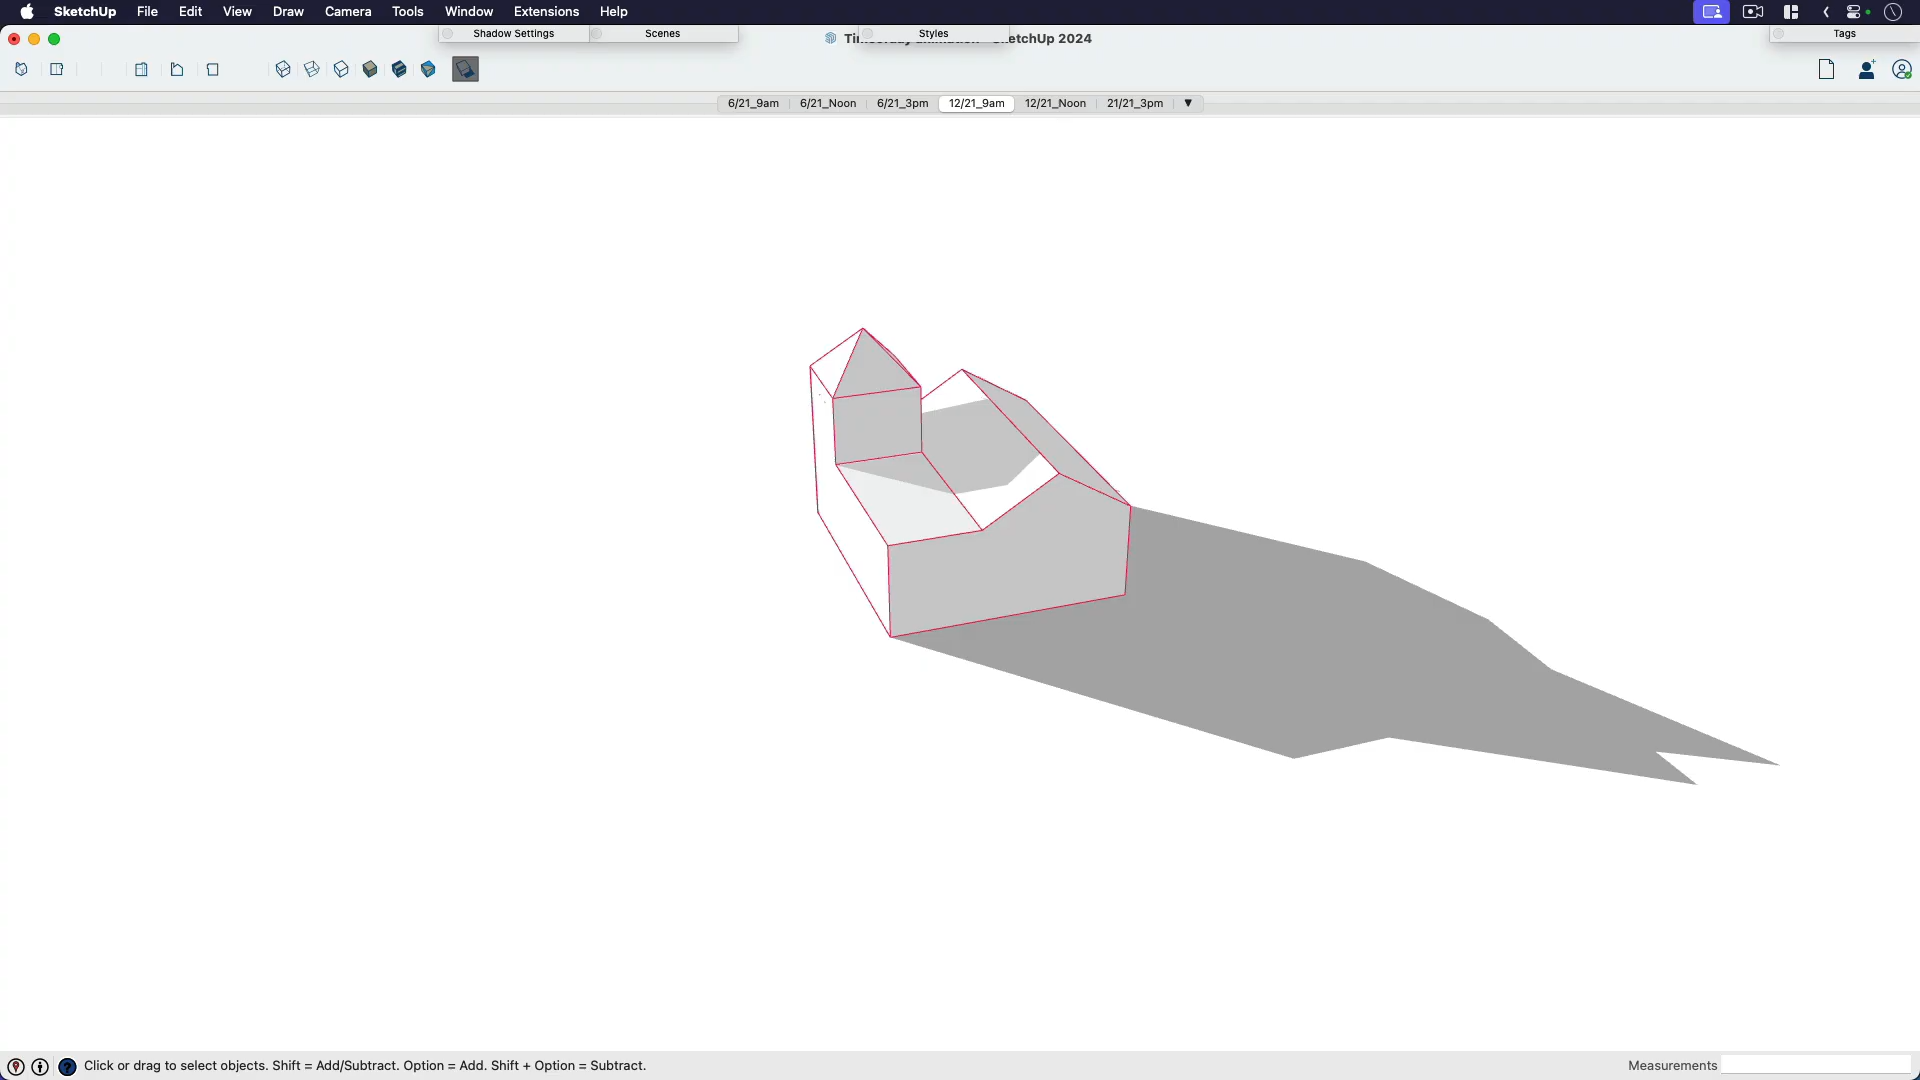 SketchUp File Edit View Draw Camera Tools Window Extensions Help
Shadow Settings Scenes Styles Tags
SketchUp 2024
6/21_9am 6/21_Noon 6/21_3pm 12/21_9am 12/21_Noon 21/21_3pm
Click or drag to select objects. Shift = Add/Subtract. Option = Add. Shift + Option = Subtract.
Measurements